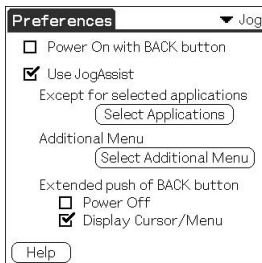 Preferences Jog
Power On with BACK button
Use JogAssist
Except for selected applications
Select Applications
Additional Menu
Select Additional Menu
Extended push of BACK button
Power Off
Display Cursor/Menu
Help